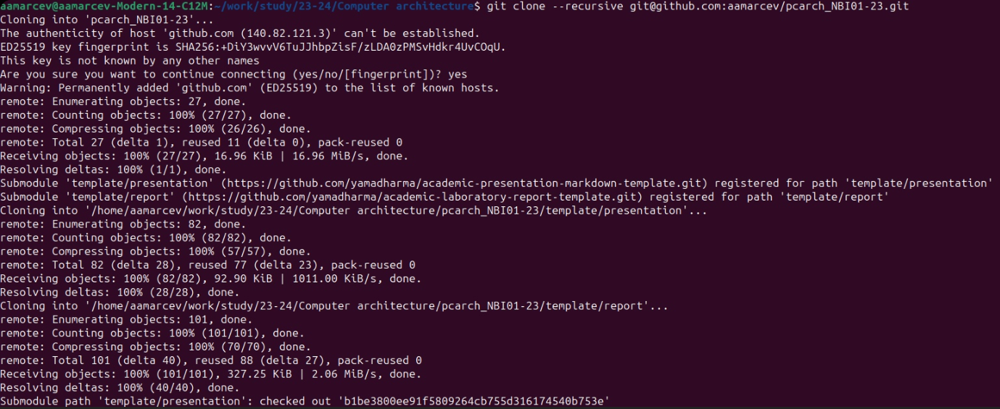 aamarcev@aamarcev-Modern-14-C12M:~/work/study/23-24/Computer architecture$ git clone --recursive git@github.com:aamarcev/pcarch_NBI01-23.git
Cloning into 'pcarch_NBI01-23'...
The authenticity of host 'github.com (140.82.121.3)' can't be established.
ED25519 key fingerprint is SHA256:+DiY3wvvV6TuJJhbpZisF/zLDA0zPMSvHdkr4UvCOqU.
This key is not known by any other names
Are you sure you want to continue connecting (yes/no/[fingerprint])? yes
Warning: Permanently added 'github.com' (ED25519) to the list of known hosts.
remote: Enumerating objects: 27, done.
remote: Counting objects: 100% (27/27), done.
remote: Compressing objects: 100% (26/26), done.
remote: Total 27 (delta 1), reused 11 (delta 0), pack-reused 0
Receiving objects: 100% (27/27), 16.96 KiB | 16.96 MiB/s, done.
Resolving deltas: 100% (1/1), done.
Submodule 'template/presentation' (https://github.com/yamadharma/academic-presentation-markdown-template.git) registered for path 'template/presentation'
Submodule 'template/report' (https://github.com/yamadharma/academic-laboratory-report-template.git) registered for path 'template/report'
Cloning into '/home/aamarcev/work/study/23-24/Computer architecture/pcarch_NBI01-23/template/presentation'...
remote: Enumerating objects: 82, done.
remote: Counting objects: 100% (82/82), done.
remote: Compressing objects: 100% (57/57), done.
remote: Total 82 (delta 28), reused 77 (delta 23), pack-reused 0
Receiving objects: 100% (82/82), 92.90 KiB | 1011.00 KiB/s, done.
Resolving deltas: 100% (28/28), done.
Cloning into '/home/aamarcev/work/study/23-24/Computer architecture/pcarch_NBI01-23/template/report'...
remote: Enumerating objects: 101, done.
remote: Counting objects: 100% (101/101), done.
remote: Compressing objects: 100% (70/70), done.
remote: Total 101 (delta 40), reused 88 (delta 27), pack-reused 0
Receiving objects: 100% (101/101), 327.25 KiB | 2.06 MiB/s, done.
Resolving deltas: 100% (40/40), done.
Submodule path 'template/presentation': checked out 'b1be3800ee91f5809264cb755d316174540b753e'